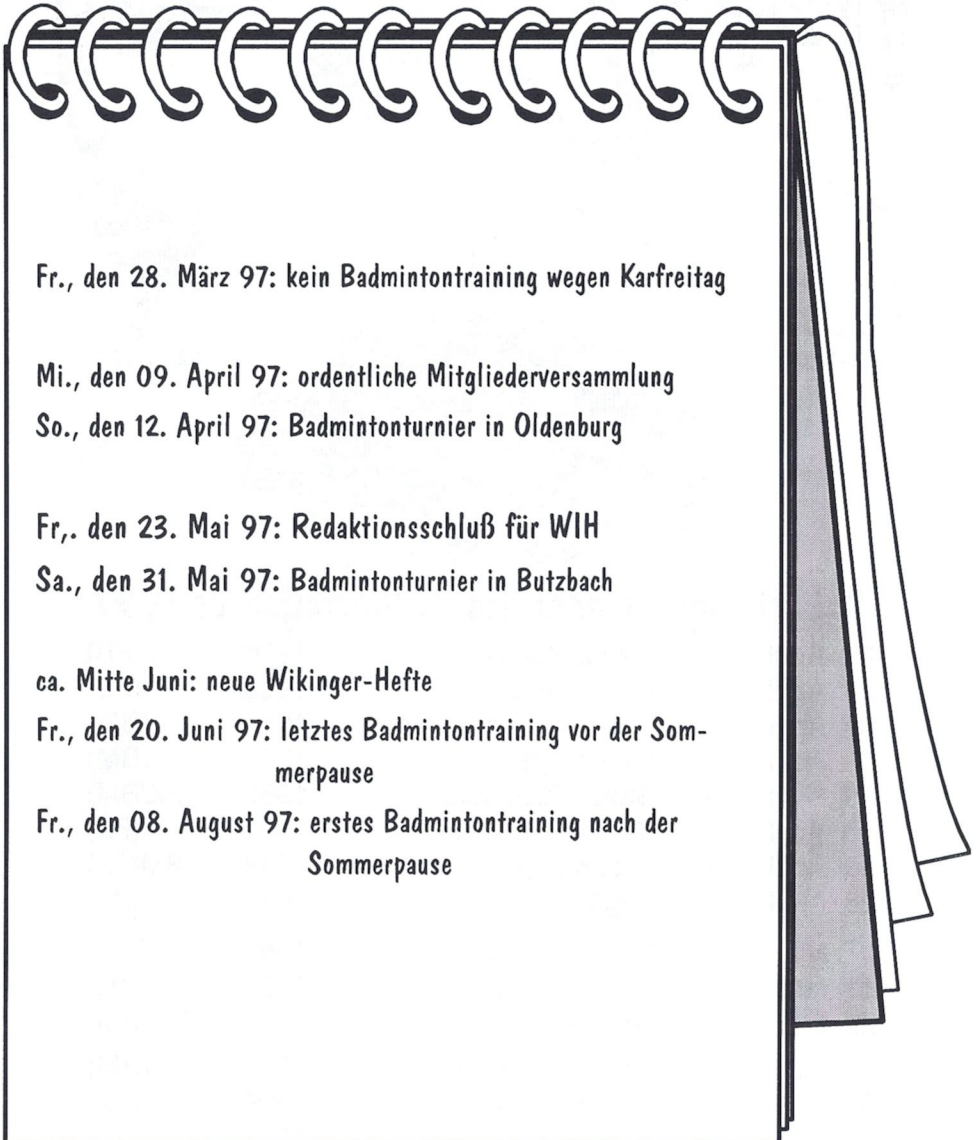 Fr., den 28. März 97: kein Badmintontraining wegen Karfreitag
Mi., den 09. April 97: ordentliche Mitgliederversammlung
So., den 12. April 97: Badmintonturnier in Oldenburg
Fr,. den 23. Mai 97: Redaktionsschluß für WIH
Sa., den 31. Mai 97: Badmintonturnier in Butzbach
ca. Mitte Juni: neue Wikinger-Hefte
Fr., den 20. Juni 97: letztes Badmintontraining vor der Som-
merpause
Fr., den 08. August 97: erstes Badmintontraining nach der
Sommerpause